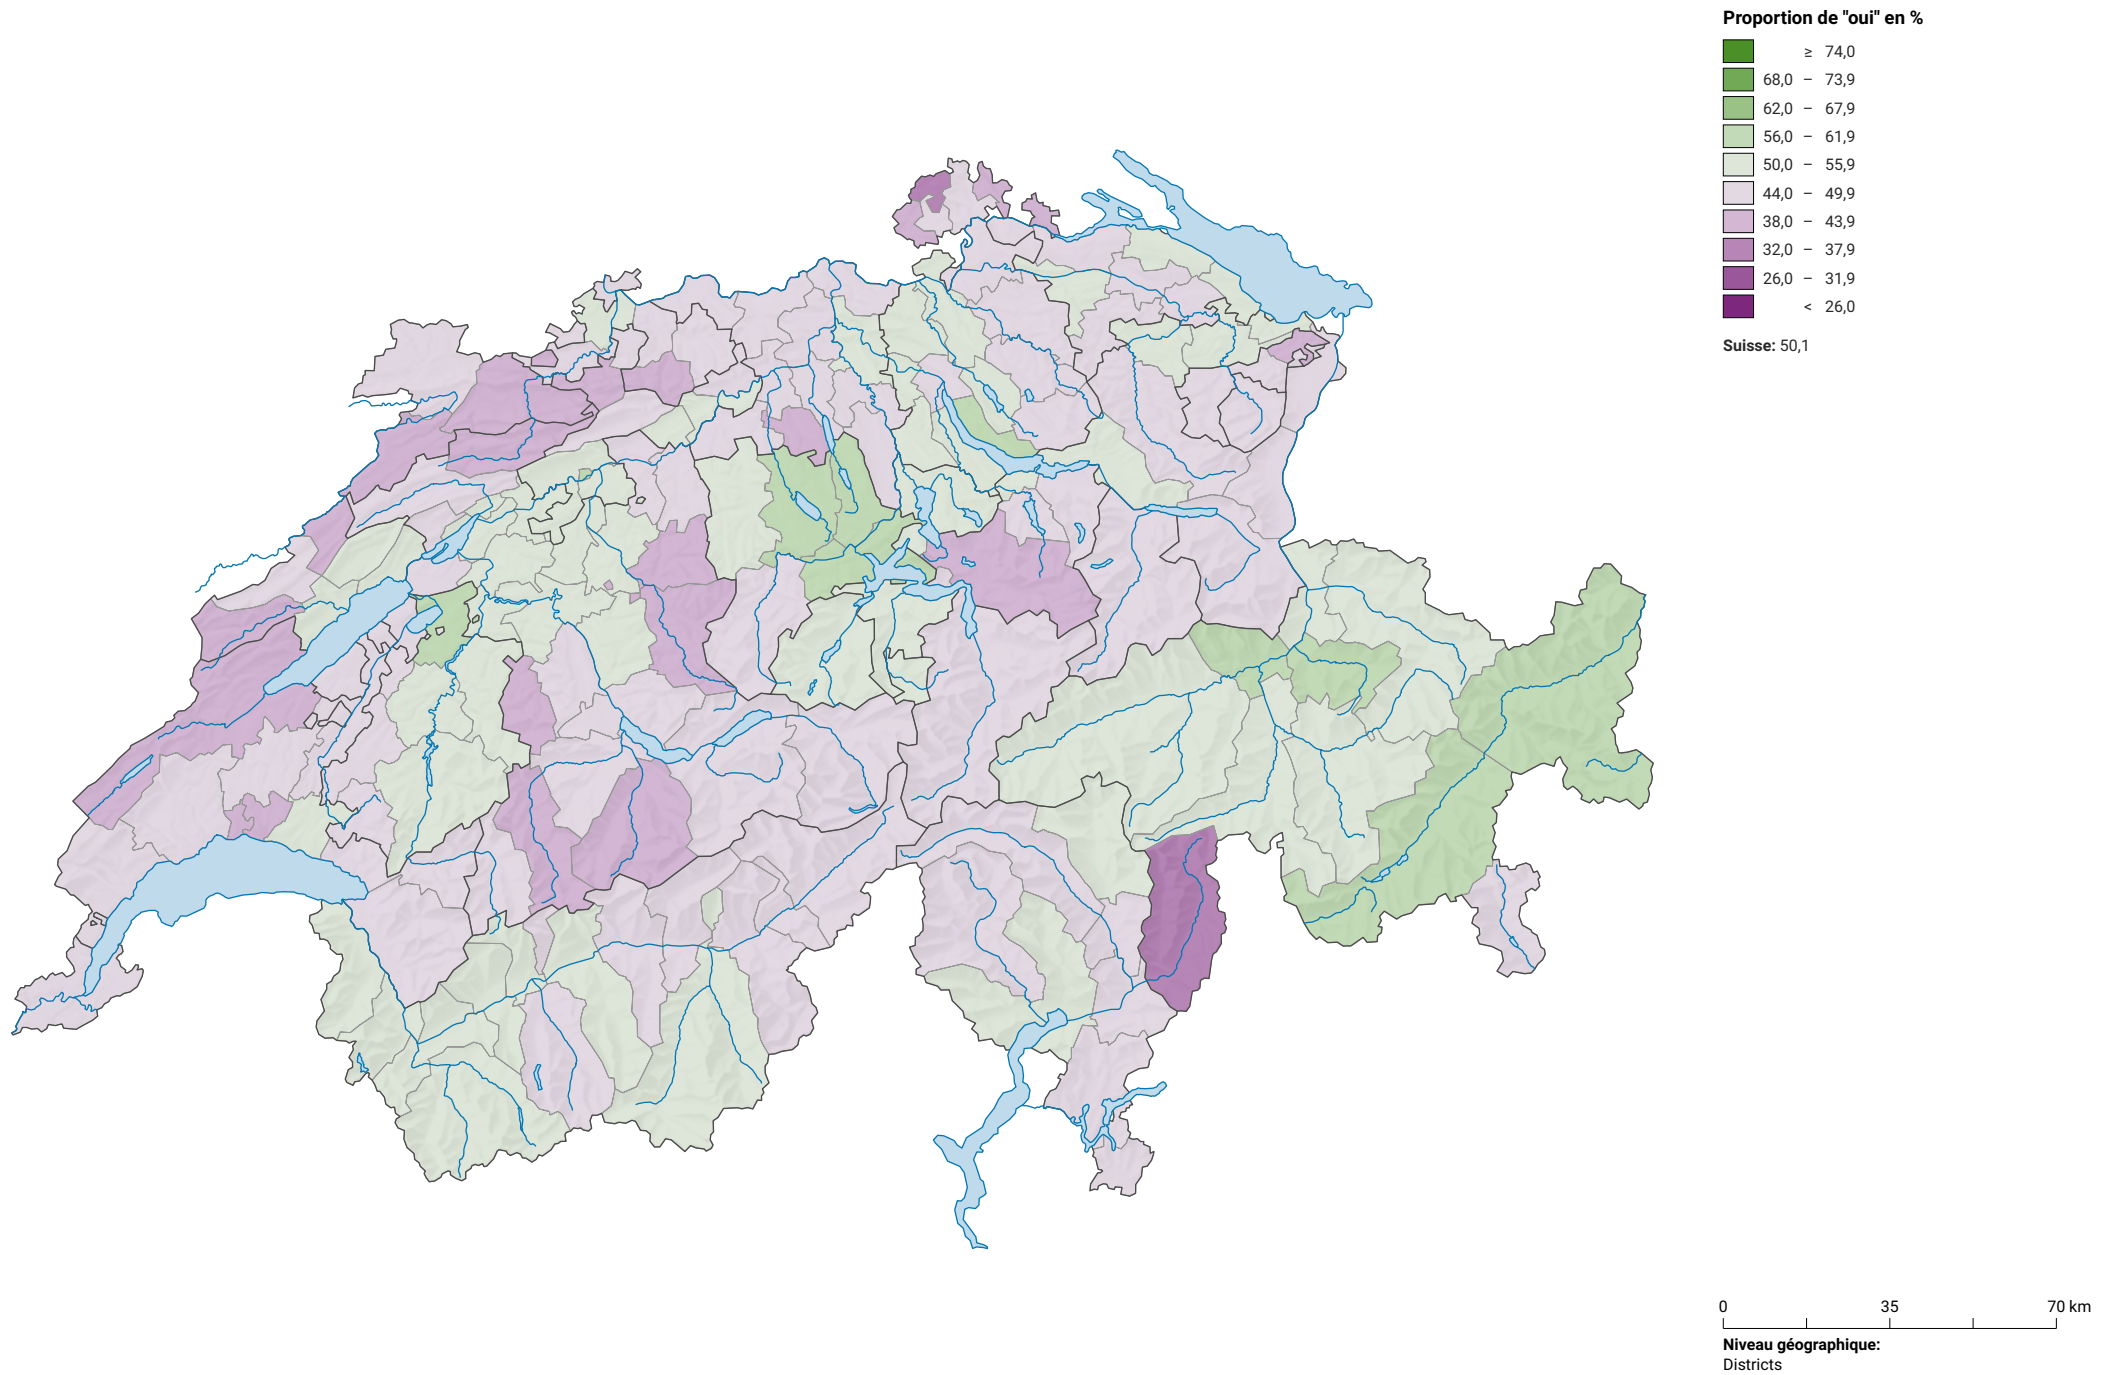 Proportion de "oui" en %
≥ 74,0
68,0 – 73,9
62,0 – 67,9
56,0 – 61,9
50,0 – 55,9
44,0 – 49,9
38,0 – 43,9
32,0 – 37,9
26,0 – 31,9
< 26,0
Suisse: 50,1
0 35 70 km
Niveau géographique:
Districts